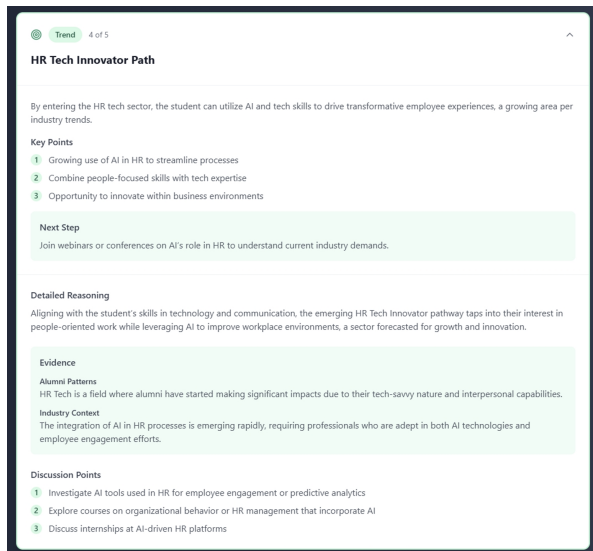 Trend 4 of 5
HR Tech Innovator Path
By entering the HR tech sector, the student can utilize AI and tech skills to drive transformative employee experiences, a growing area per
industry trends.
Key Points
1 Growing use of AI in HR to streamline processes
2 Combine people-focused skills with tech expertise
3 Opportunity to innovate within business environments
Next Step
Join webinars or conferences on AI's role in HR to understand current industry demands.
Detailed Reasoning
Aligning with the student's skills in technology and communication, the emerging HR Tech Innovator pathway taps into their interest in
people-oriented work while leveraging AI to improve workplace environments, a sector forecasted for growth and innovation.
Evidence
Alumni Patterns
HR Tech is a field where alumni have started making significant impacts due to their tech-savvy nature and interpersonal capabilities.
Industry Context
The integration of AI in HR processes is emerging rapidly, requiring professionals who are adept in both AI technologies and
employee engagement efforts.
Discussion Points
1 Investigate AI tools used in HR for employee engagement or predictive analytics
2 Explore courses on organizational behavior or HR management that incorporate AI
3 Discuss internships at AI-driven HR platforms